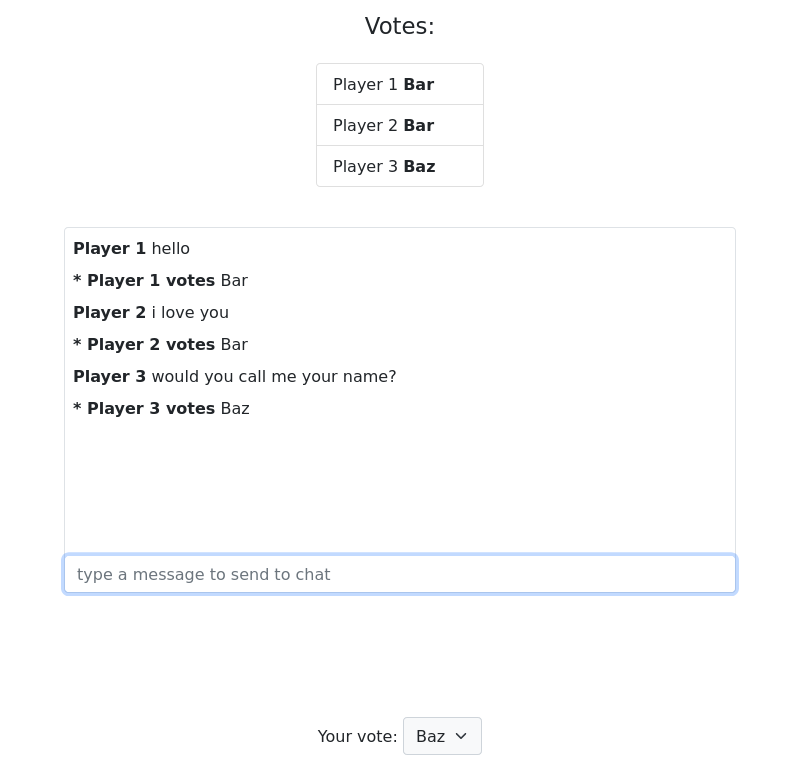 Votes:
Player 1 Bar
Player 2 Bar
Player 3 Baz
Player 1 hello
* Player 1 votes Bar
Player 2 i love you
* Player 2 votes Bar
Player 3 would you call me your name?
* Player 3 votes Baz
type a message to send to chat
Your vote: Baz